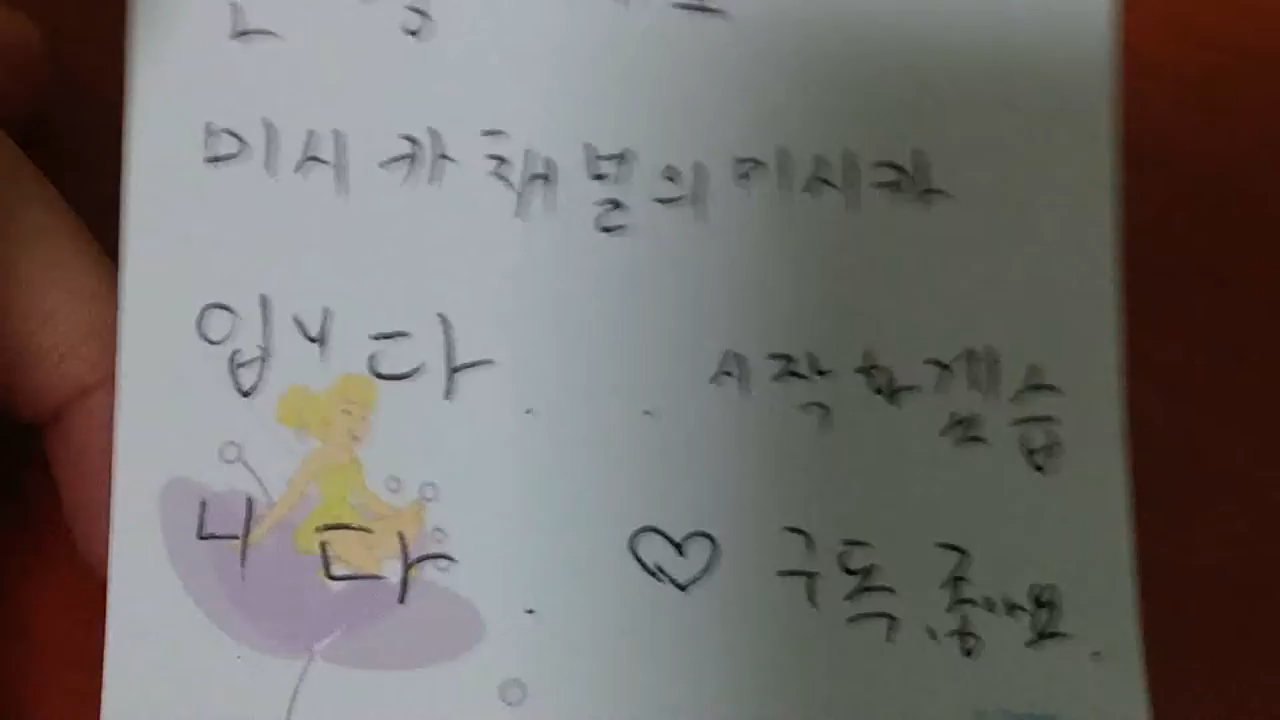 미시카채널의미시카
입니다 . . 시작하겠습
니다 . ♡ 구독,좋아요.